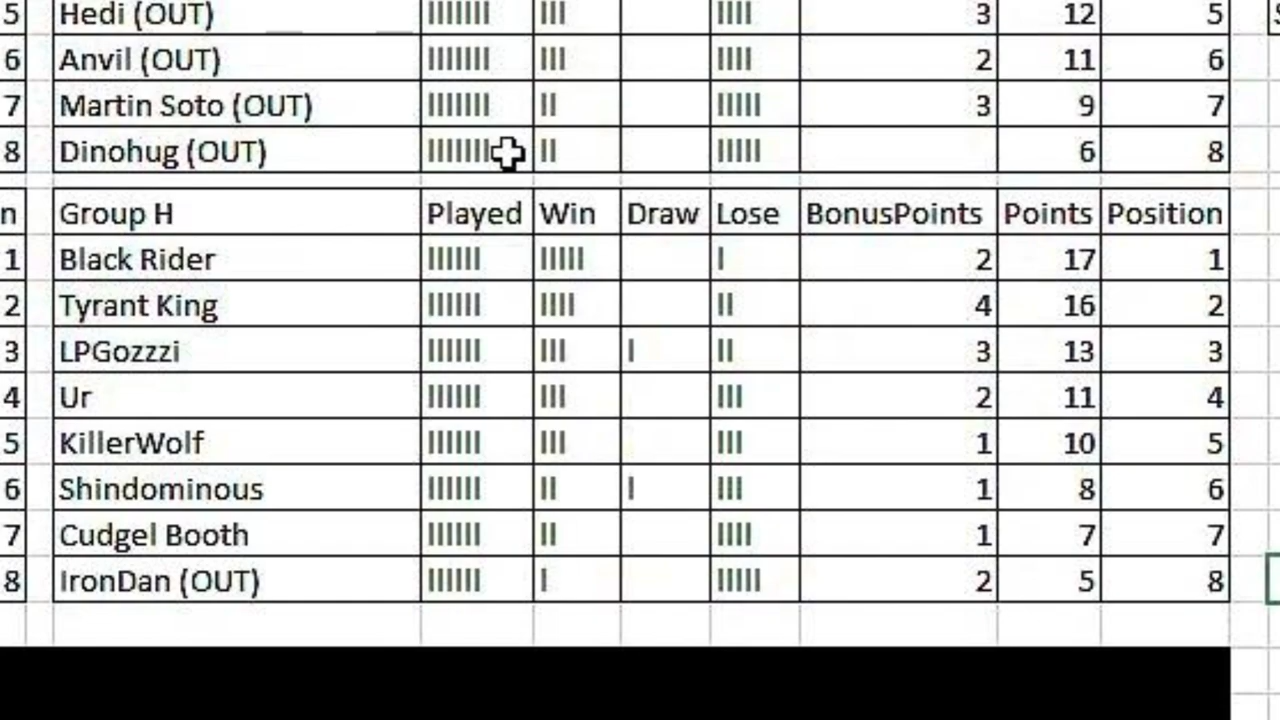 5 Hedi (OUT) IIIIIII III IIII 3 12 5
6 Anvil (OUT) IIIIIII III IIII 2 11 6
7 Martin Soto (OUT) IIIIIII II IIIII 3 9 7
8 Dinohug (OUT) IIIIIII II IIIII 6 8
n Group H Played Win Draw Lose BonusPoints Points Position
1 Black Rider IIIIII IIIII I 2 17 1
2 Tyrant King IIIIII IIII II 4 16 2
3 LPGozzzi IIIIII III I II 3 13 3
4 Ur IIIIII III III 2 11 4
5 KillerWolf IIIIII III III 1 10 5
6 Shindominous IIIIII II I III 1 8 6
7 Cudgel Booth IIIIII II IIII 1 7 7
8 IronDan (OUT) IIIIII I IIIII 2 5 8